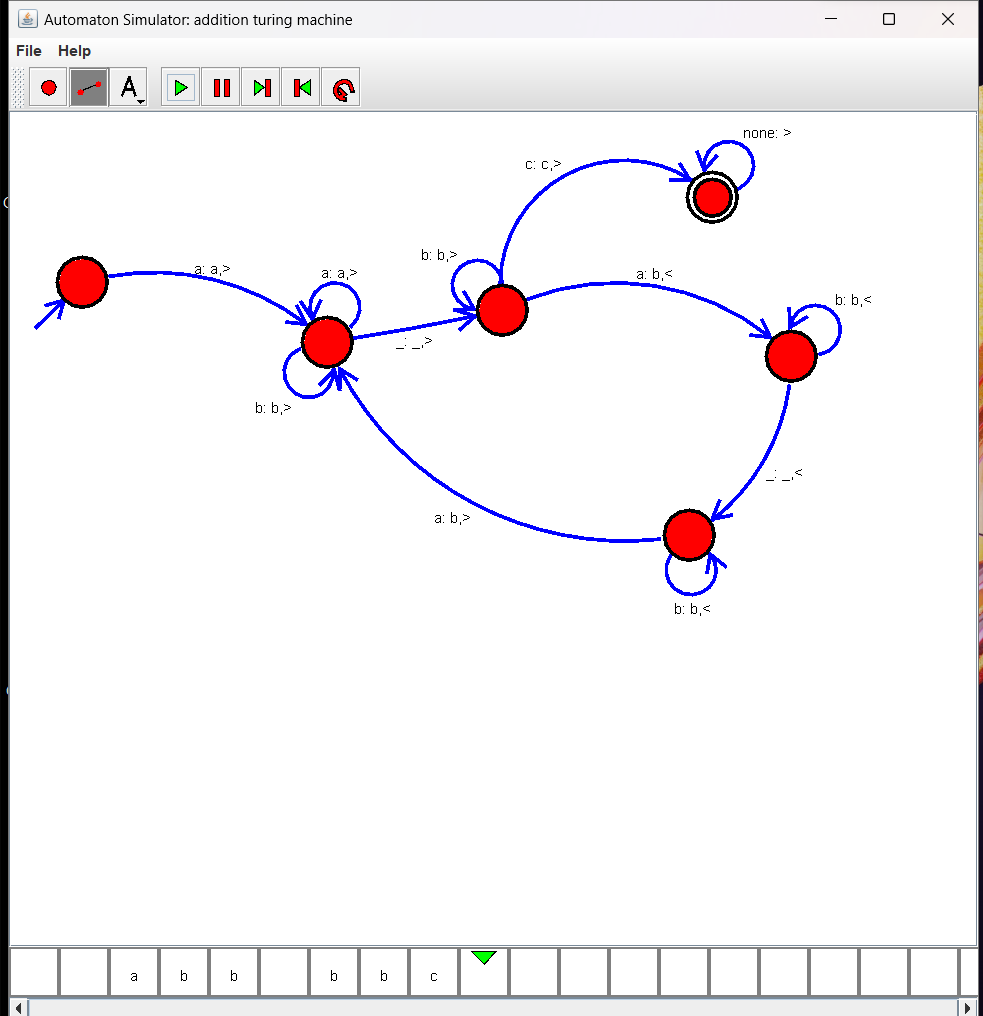 Automaton Simulator: addition turing machine
File Help
A
none: >
c: c,>
b: b,>
a: a,>
a: a,>
a: b,<
b: b,<
_: _,>
b: b,>
_: _,<
a: b,>
b: b,<
a b b b b c